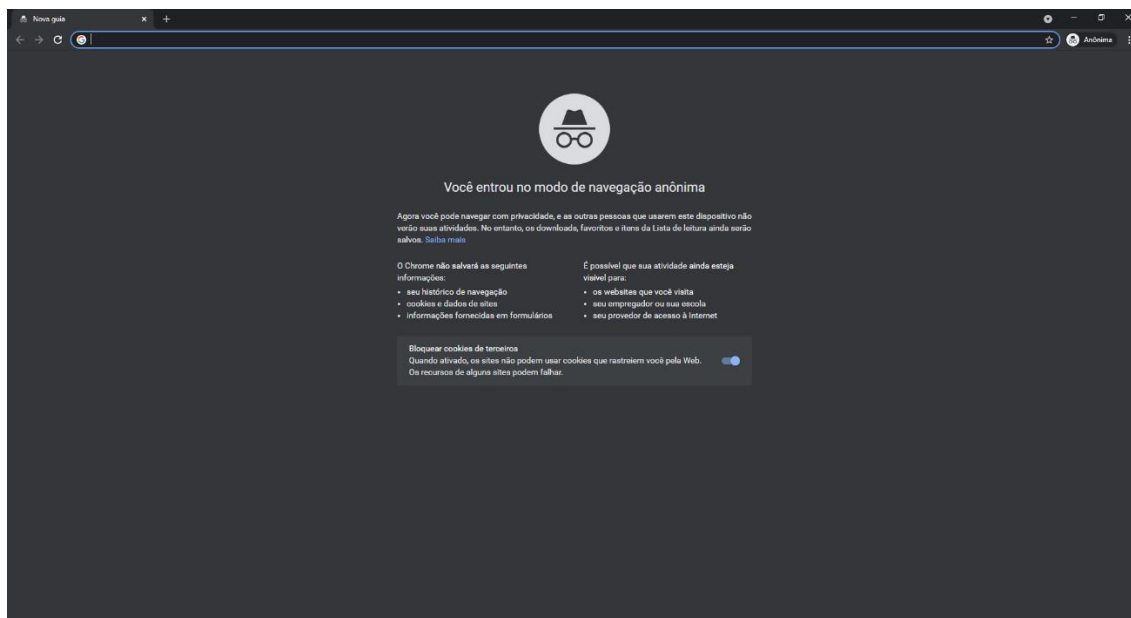 Nova guia
Anônima
Você entrou no modo de navegação anônima
Agora você pode navegar com privacidade, e as outras pessoas que usarem este dispositivo não
verão suas atividades. No entanto, os downloads, favoritos e itens da Lista de leitura ainda serão
salvos. Saiba mais
O Chrome não salvará as seguintes
informações:
• seu histórico de navegação
• cookies e dados de sites
• informações fornecidas em formulários
É possível que sua atividade ainda esteja
visível para:
• os websites que você visita
• seu empregador ou sua escola
• seu provedor de acesso à Internet
Bloquear cookies de terceiros
Quando ativado, os sites não podem usar cookies que rastreiem você pela Web.
Os recursos de alguns sites podem falhar.